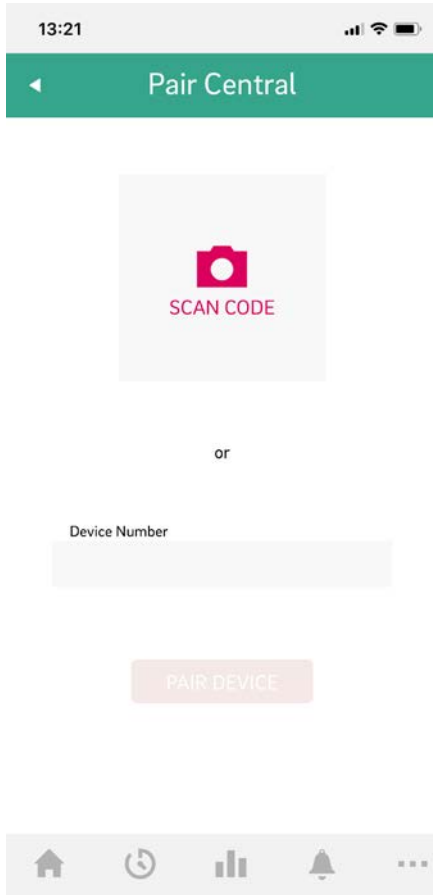 13:21
Pair Central
SCAN CODE
or
Device Number
PAIR DEVICE